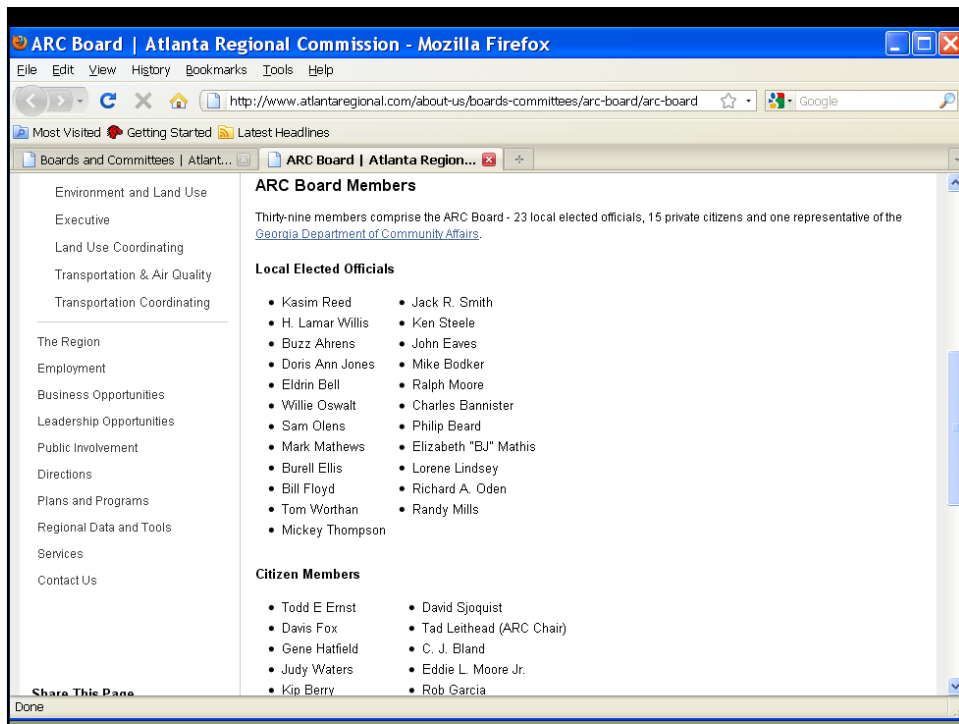 ARC Board | Atlanta Regional Commission - Mozilla Firefox
File Edit View History Bookmarks Tools Help
http://www.atlantaregional.com/about-us/boards-committees/arc-board/arc-board
Google
Most Visited Getting Started Latest Headlines
Boards and Committees | Atlant... ARC Board | Atlanta Region...
Environment and Land Use
Executive
Land Use Coordinating
Transportation & Air Quality
Transportation Coordinating
The Region
Employment
Business Opportunities
Leadership Opportunities
Public Involvement
Directions
Plans and Programs
Regional Data and Tools
Services
Contact Us
Share This Page
ARC Board Members
Thirty-nine members comprise the ARC Board - 23 local elected officials, 15 private citizens and one representative of the
Georgia Department of Community Affairs.
Local Elected Officials
• Kasim Reed
• H. Lamar Willis
• Buzz Ahrens
• Doris Ann Jones
• Eldrin Bell
• Willie Oswalt
• Sam Olens
• Mark Mathews
• Burell Ellis
• Bill Floyd
• Tom Worthan
• Mickey Thompson
• Jack R. Smith
• Ken Steele
• John Eaves
• Mike Bodker
• Ralph Moore
• Charles Bannister
• Philip Beard
• Elizabeth "BJ" Mathis
• Lorene Lindsey
• Richard A. Oden
• Randy Mills
Citizen Members
• Todd E Ernst
• Davis Fox
• Gene Hatfield
• Judy Waters
• Kip Berry
• David Sjoquist
• Tad Leithead (ARC Chair)
• C. J. Bland
• Eddie L. Moore Jr.
• Rob Garcia
Done